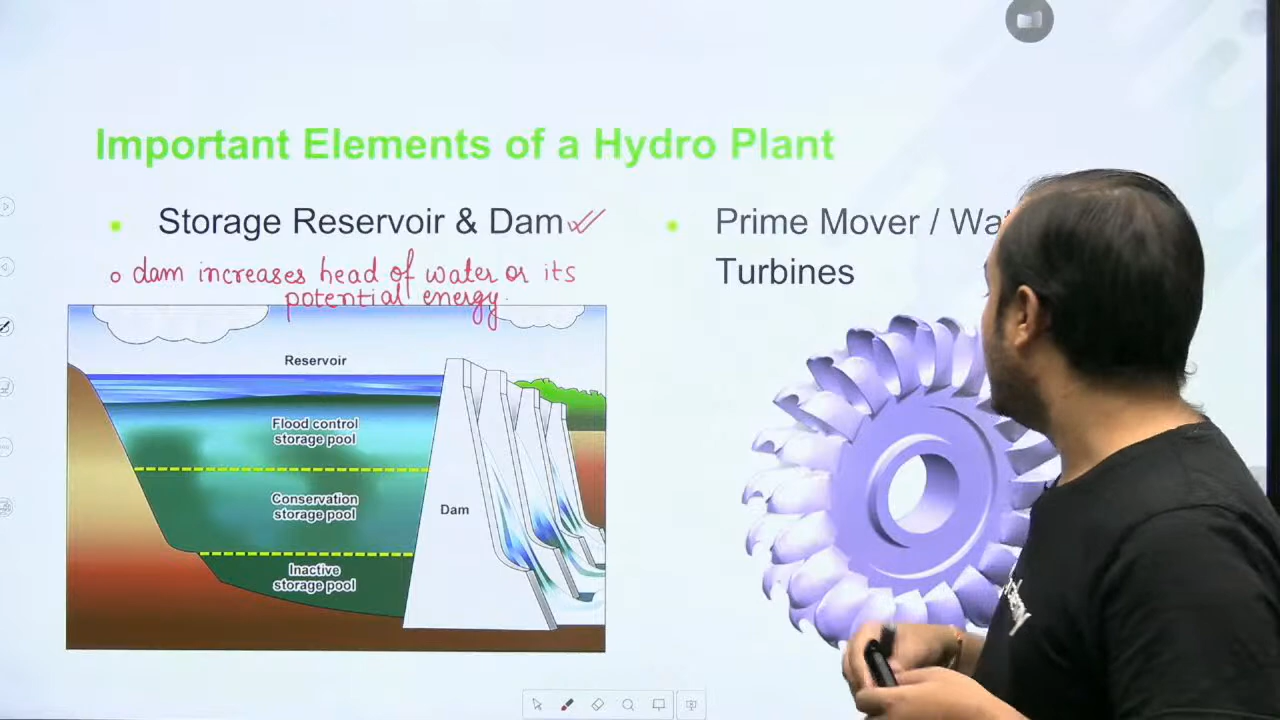 Important Elements of a Hydro Plant
Storage Reservoir & Dam
o dam increases head of water or its
potential energy.
Reservoir
Flood control
storage pool
Conservation
storage pool
Dam
Inactive
storage pool
Prime Mover /
Turbines